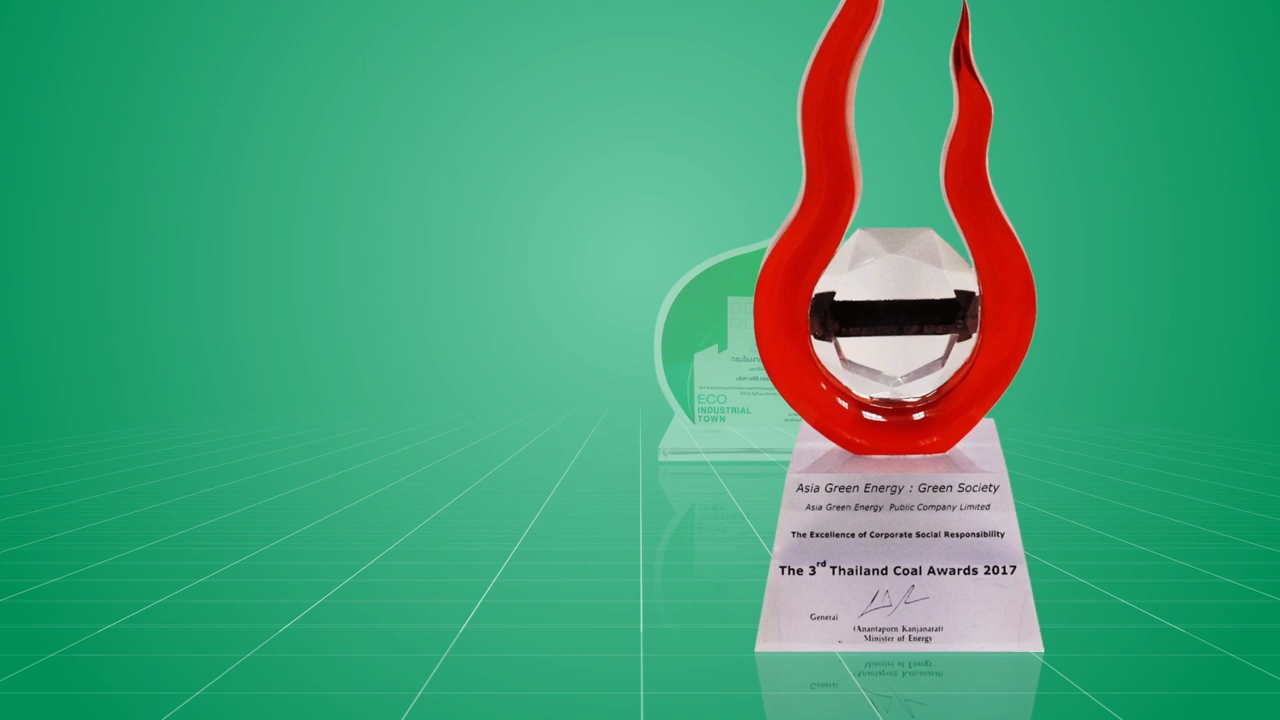 ECO
INDUSTRIAL
TOWN
Asia Green Energy : Green Society
Asia Green Energy Public Company Limited
The Excellence of Corporate Social Responsibility
The 3rd Thailand Coal Awards 2017
General
(Anantaporn Kanjanarat)
Minister of Energy